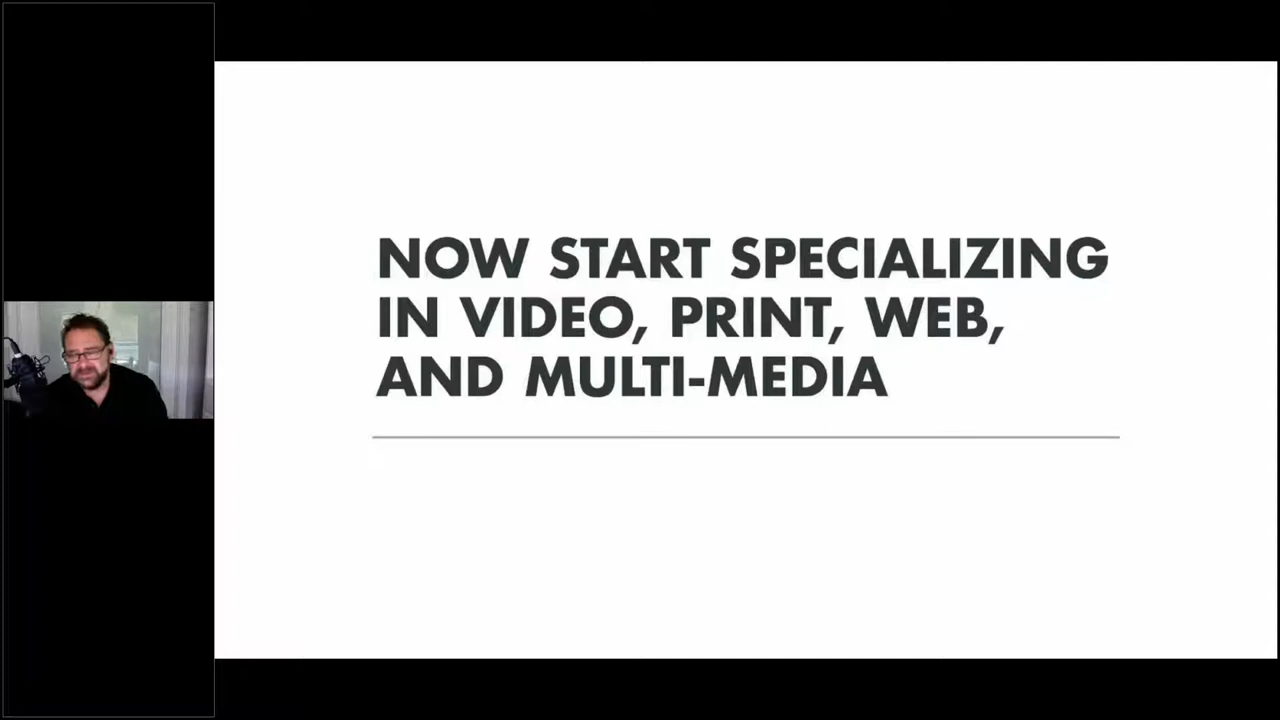 NOW START SPECIALIZING
IN VIDEO, PRINT, WEB,
AND MULTI-MEDIA